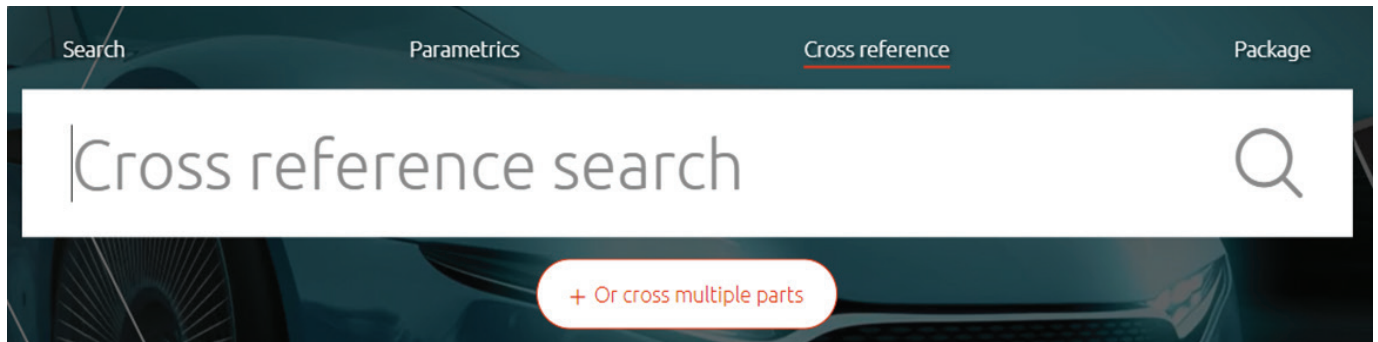 Search Parametrics Cross reference Package
Cross reference search
+ Or cross multiple parts